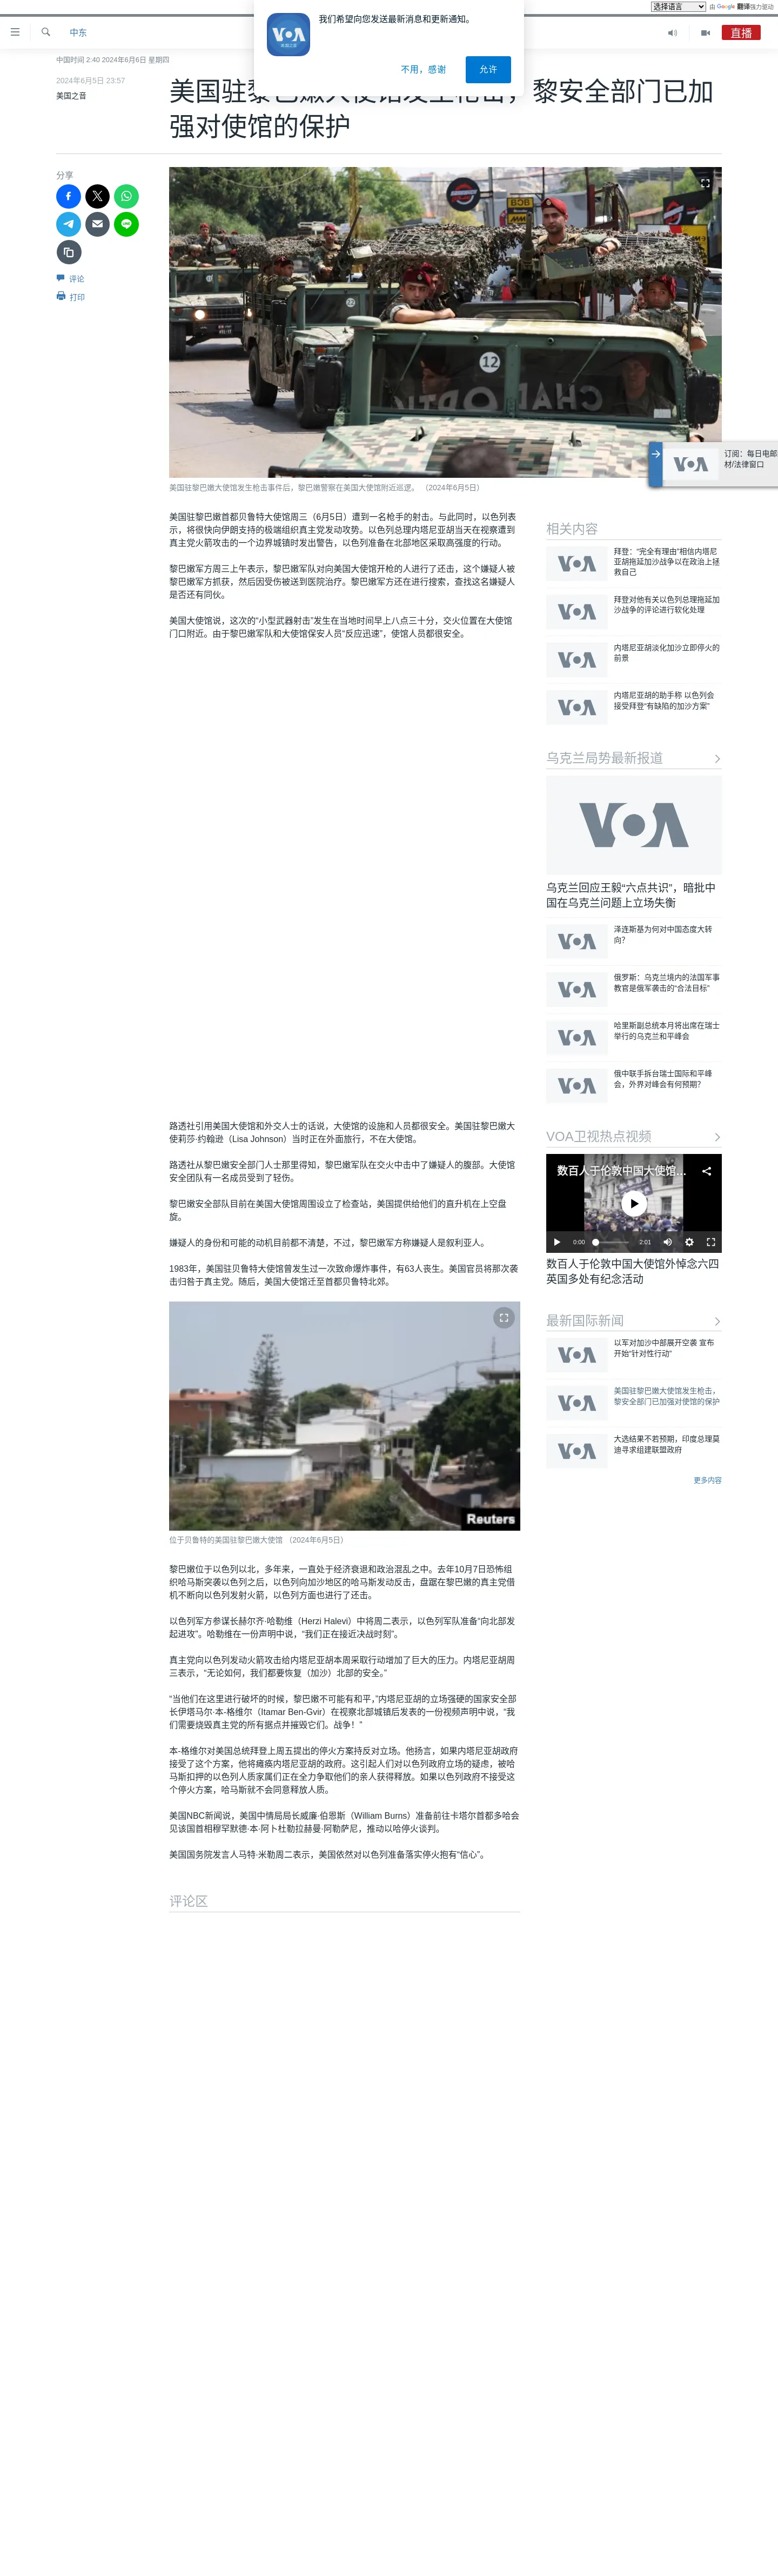 选择语言
由 Google 翻译强力驱动
VOA
我们希望向您发送最新消息和更新通知。
不用，感谢
允许
中东
直播
中国时间 2:40 2024年6月6日 星期四
2024年6月5日 23:57
美国之音
美国驻黎巴嫩大使馆发生枪击，黎安全部门已加
强对使馆的保护
分享
评论
打印
BOB
12
美国驻黎巴嫩大使馆发生枪击事件后，黎巴嫩警察在美国大使馆附近巡逻。 （2024年6月5日）
订阅：每日电邮
材/法律窗口
美国驻黎巴嫩首都贝鲁特大使馆周三（6月5日）遭到一名枪手的射击。与此同时，以色列表
示，将很快向伊朗支持的极端组织真主党发动攻势。以色列总理内塔尼亚胡当天在视察遭到
真主党火箭攻击的一个边界城镇时发出警告，以色列准备在北部地区采取高强度的行动。
黎巴嫩军方周三上午表示，黎巴嫩军队对向美国大使馆开枪的人进行了还击，这个嫌疑人被
黎巴嫩军方抓获，然后因受伤被送到医院治疗。黎巴嫩军方还在进行搜索，查找这名嫌疑人
是否还有同伙。
美国大使馆说，这次的“小型武器射击”发生在当地时间早上八点三十分，交火位置在大使馆
门口附近。由于黎巴嫩军队和大使馆保安人员“反应迅速”，使馆人员都很安全。
路透社引用美国大使馆和外交人士的话说，大使馆的设施和人员都很安全。美国驻黎巴嫩大
使莉莎·约翰逊（Lisa Johnson）当时正在外面旅行，不在大使馆。
路透社从黎巴嫩安全部门人士那里得知，黎巴嫩军队在交火中击中了嫌疑人的腹部。大使馆
安全团队有一名成员受到了轻伤。
黎巴嫩安全部队目前在美国大使馆周围设立了检查站，美国提供给他们的直升机在上空盘
旋。
嫌疑人的身份和可能的动机目前都不清楚，不过，黎巴嫩军方称嫌疑人是叙利亚人。
1983年，美国驻贝鲁特大使馆曾发生过一次致命爆炸事件，有63人丧生。美国官员将那次袭
击归咎于真主党。随后，美国大使馆迁至首都贝鲁特北郊。
Reuters
位于贝鲁特的美国驻黎巴嫩大使馆 （2024年6月5日）
黎巴嫩位于以色列以北，多年来，一直处于经济衰退和政治混乱之中。去年10月7日恐怖组
织哈马斯突袭以色列之后，以色列向加沙地区的哈马斯发动反击，盘踞在黎巴嫩的真主党借
机不断向以色列发射火箭，以色列方面也进行了还击。
以色列军方参谋长赫尔齐·哈勒维（Herzi Halevi）中将周二表示，以色列军队准备“向北部发
起进攻”。哈勒维在一份声明中说，“我们正在接近决战时刻”。
真主党向以色列发动火箭攻击给内塔尼亚胡本周采取行动增加了巨大的压力。内塔尼亚胡周
三表示，“无论如何，我们都要恢复（加沙）北部的安全。”
“当他们在这里进行破坏的时候，黎巴嫩不可能有和平，”内塔尼亚胡的立场强硬的国家安全部
长伊塔马尔·本-格维尔（Itamar Ben-Gvir）在视察北部城镇后发表的一份视频声明中说，“我
们需要烧毁真主党的所有据点并摧毁它们。战争！”
本-格维尔对美国总统拜登上周五提出的停火方案持反对立场。他扬言，如果内塔尼亚胡政府
接受了这个方案，他将瘫痪内塔尼亚胡的政府。这引起人们对以色列政府立场的疑虑，被哈
马斯扣押的以色列人质家属们正在全力争取他们的亲人获得释放。如果以色列政府不接受这
个停火方案，哈马斯就不会同意释放人质。
美国NBC新闻说，美国中情局局长威廉·伯恩斯（William Burns）准备前往卡塔尔首都多哈会
见该国首相穆罕默德·本·阿卜杜勒拉赫曼·阿勒萨尼，推动以哈停火谈判。
美国国务院发言人马特·米勒周二表示，美国依然对以色列准备落实停火抱有“信心”。
评论区
相关内容
拜登：“完全有理由”相信内塔尼
亚胡拖延加沙战争以在政治上拯
救自己
拜登对他有关以色列总理拖延加
沙战争的评论进行软化处理
内塔尼亚胡淡化加沙立即停火的
前景
内塔尼亚胡的助手称 以色列会
接受拜登“有缺陷的加沙方案”
乌克兰局势最新报道
VOA
乌克兰回应王毅“六点共识”，暗批中
国在乌克兰问题上立场失衡
泽连斯基为何对中国态度大转
向？
俄罗斯：乌克兰境内的法国军事
教官是俄军袭击的“合法目标”
哈里斯副总统本月将出席在瑞士
举行的乌克兰和平峰会
俄中联手拆台瑞士国际和平峰
会，外界对峰会有何预期？
VOA卫视热点视频
数百人于伦敦中国大使馆…
0:00
2:01
数百人于伦敦中国大使馆外悼念六四
英国多处有纪念活动
最新国际新闻
以军对加沙中部展开空袭 宣布
开始“针对性行动”
美国驻黎巴嫩大使馆发生枪击，
黎安全部门已加强对使馆的保护
大选结果不若预期，印度总理莫
迪寻求组建联盟政府
更多内容